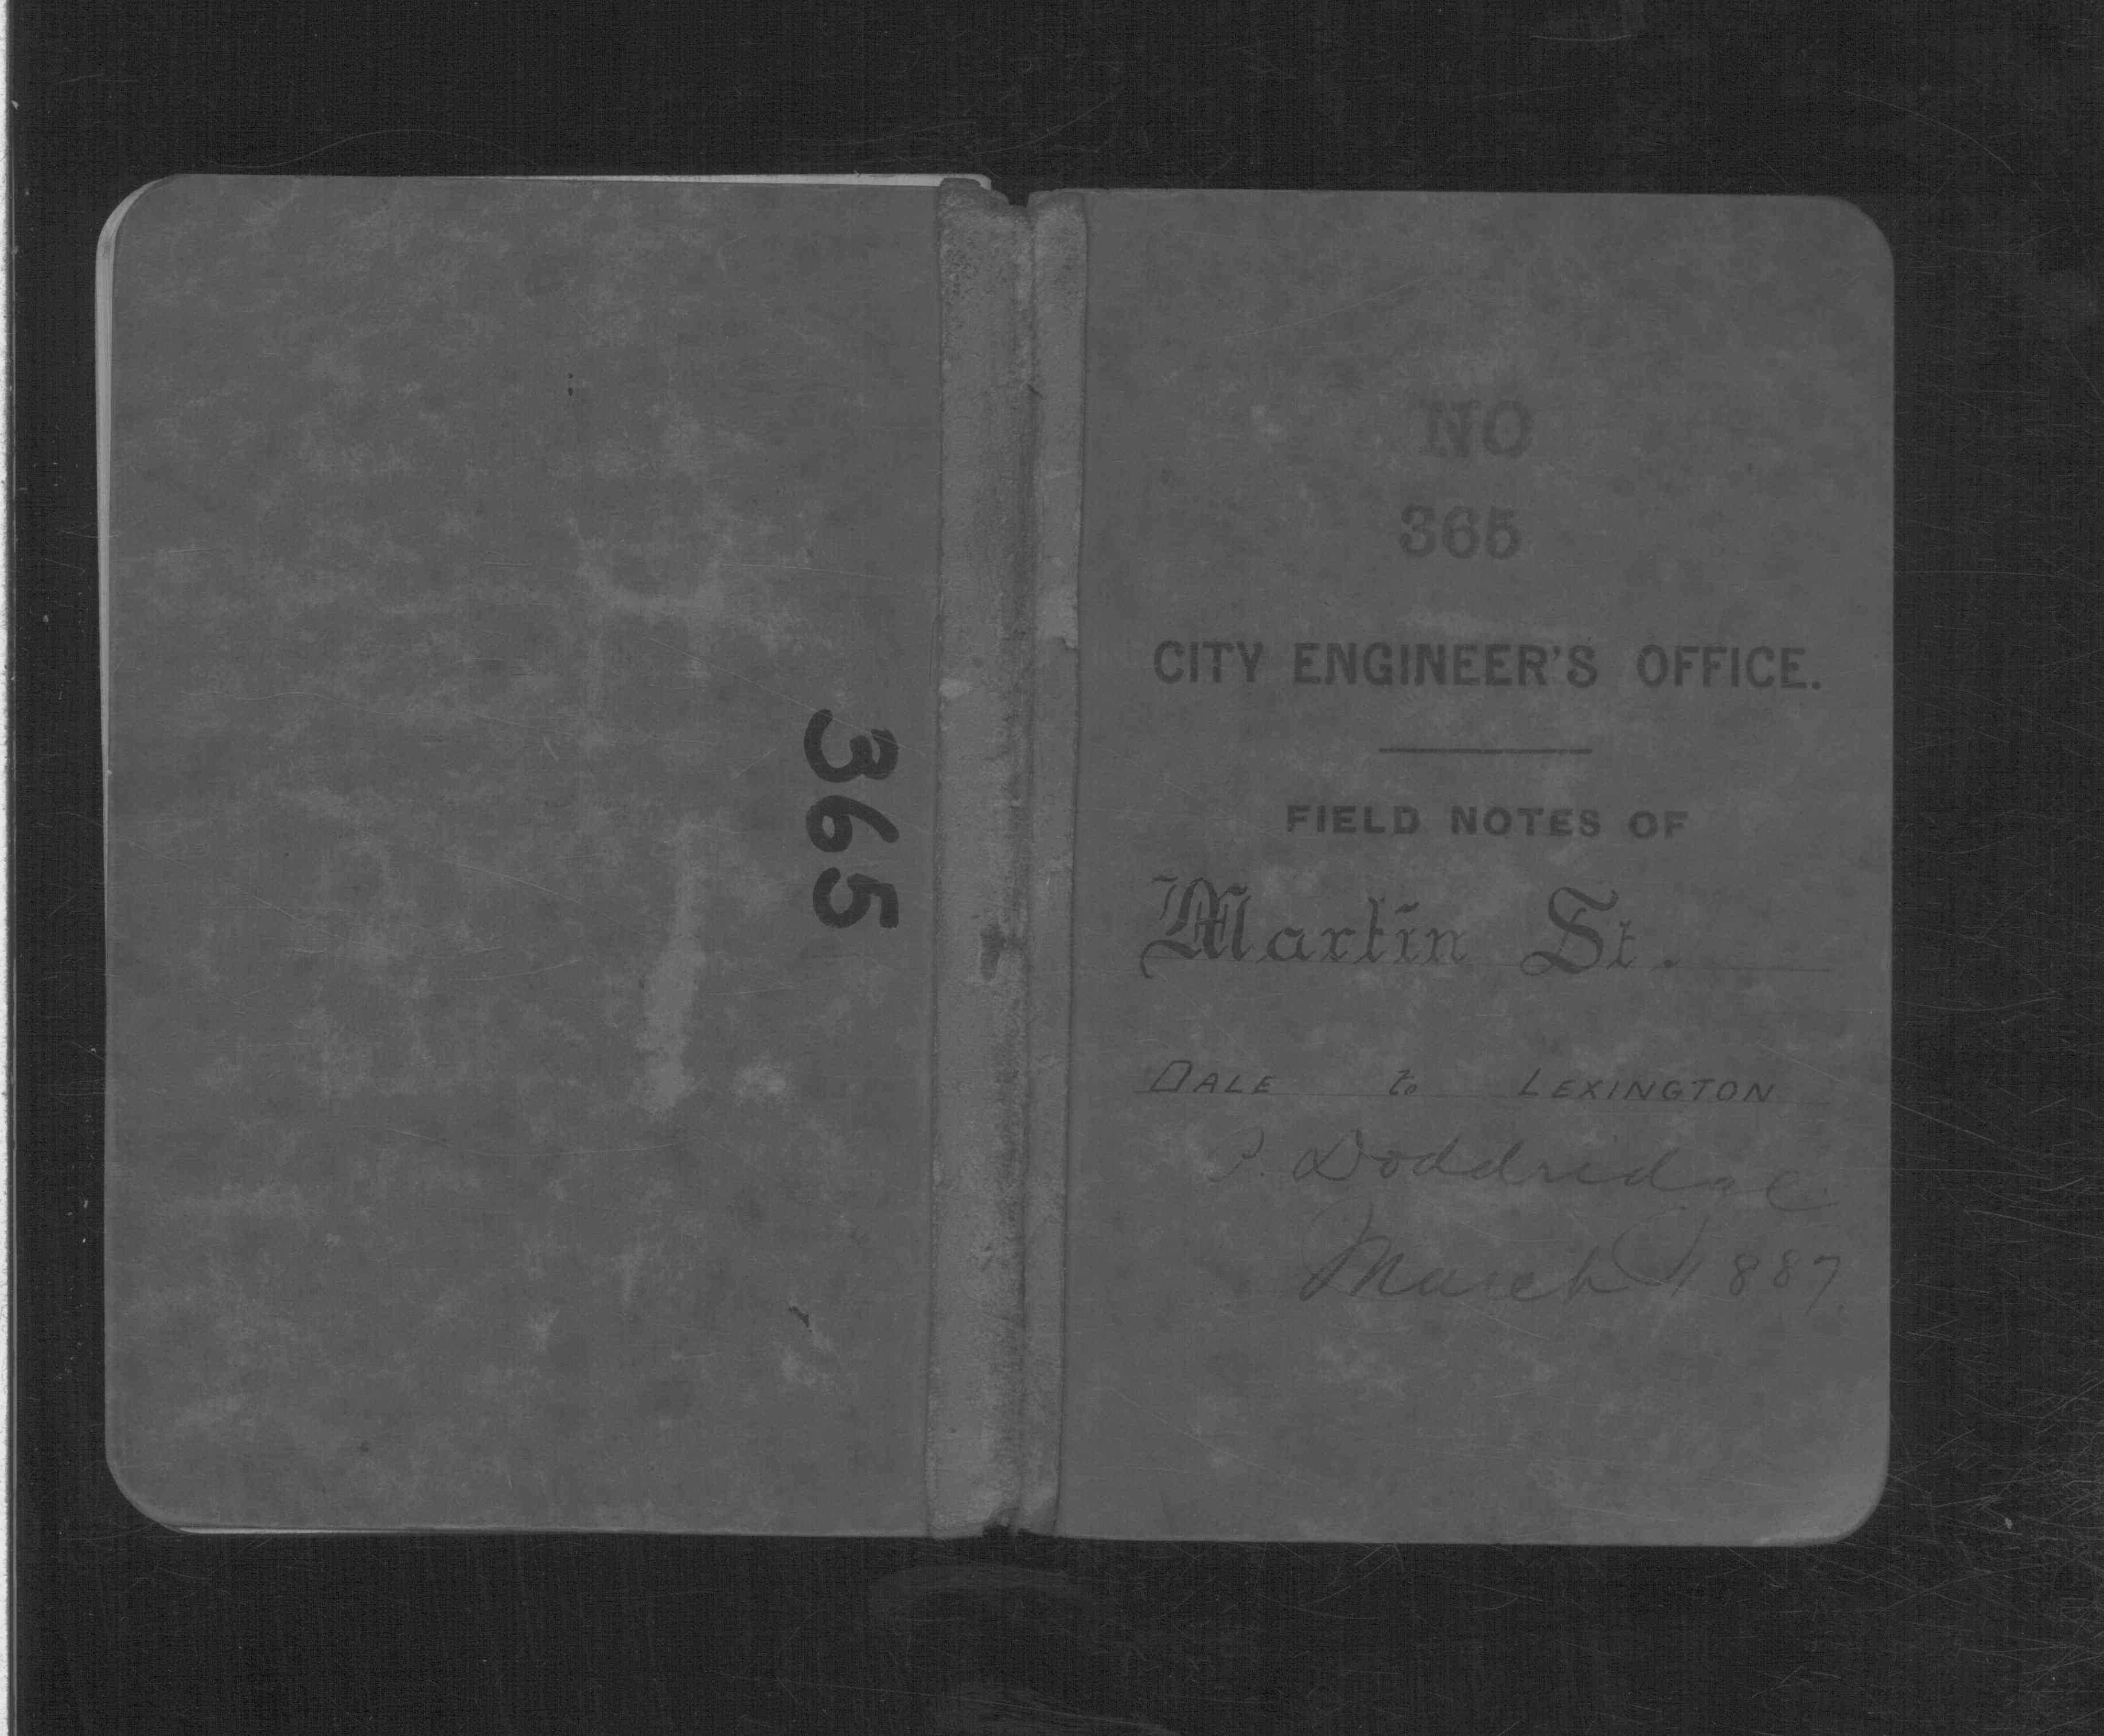 365
NO
365
CITY ENGINEER'S OFFICE.
FIELD NOTES OF
Martin St.
DALE to LEXINGTON
P. Doddridge
March 1887.